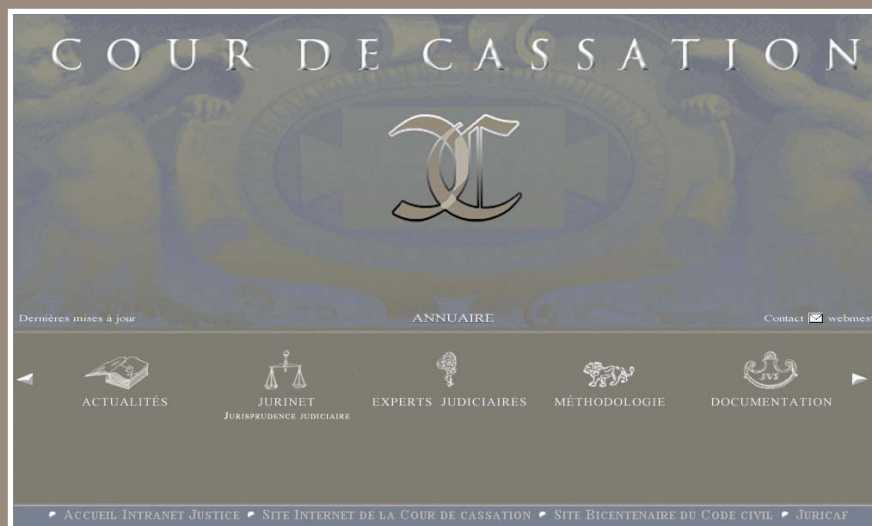 COUR DE CASSATION
Dernières mises à jour
ANNUAIRE
Contact webmest
ACTUALITÉS
JURINET
JURISPRUDENCE JUDICIAIRE
EXPERTS JUDICIAIRES
MÉTHODOLOGIE
JVS
DOCUMENTATION
ACCUEIL INTRANET JUSTICE • SITE INTERNET DE LA COUR DE CASSATION • SITE BICENTENAIRE DU CODE CIVIL • JURICAF